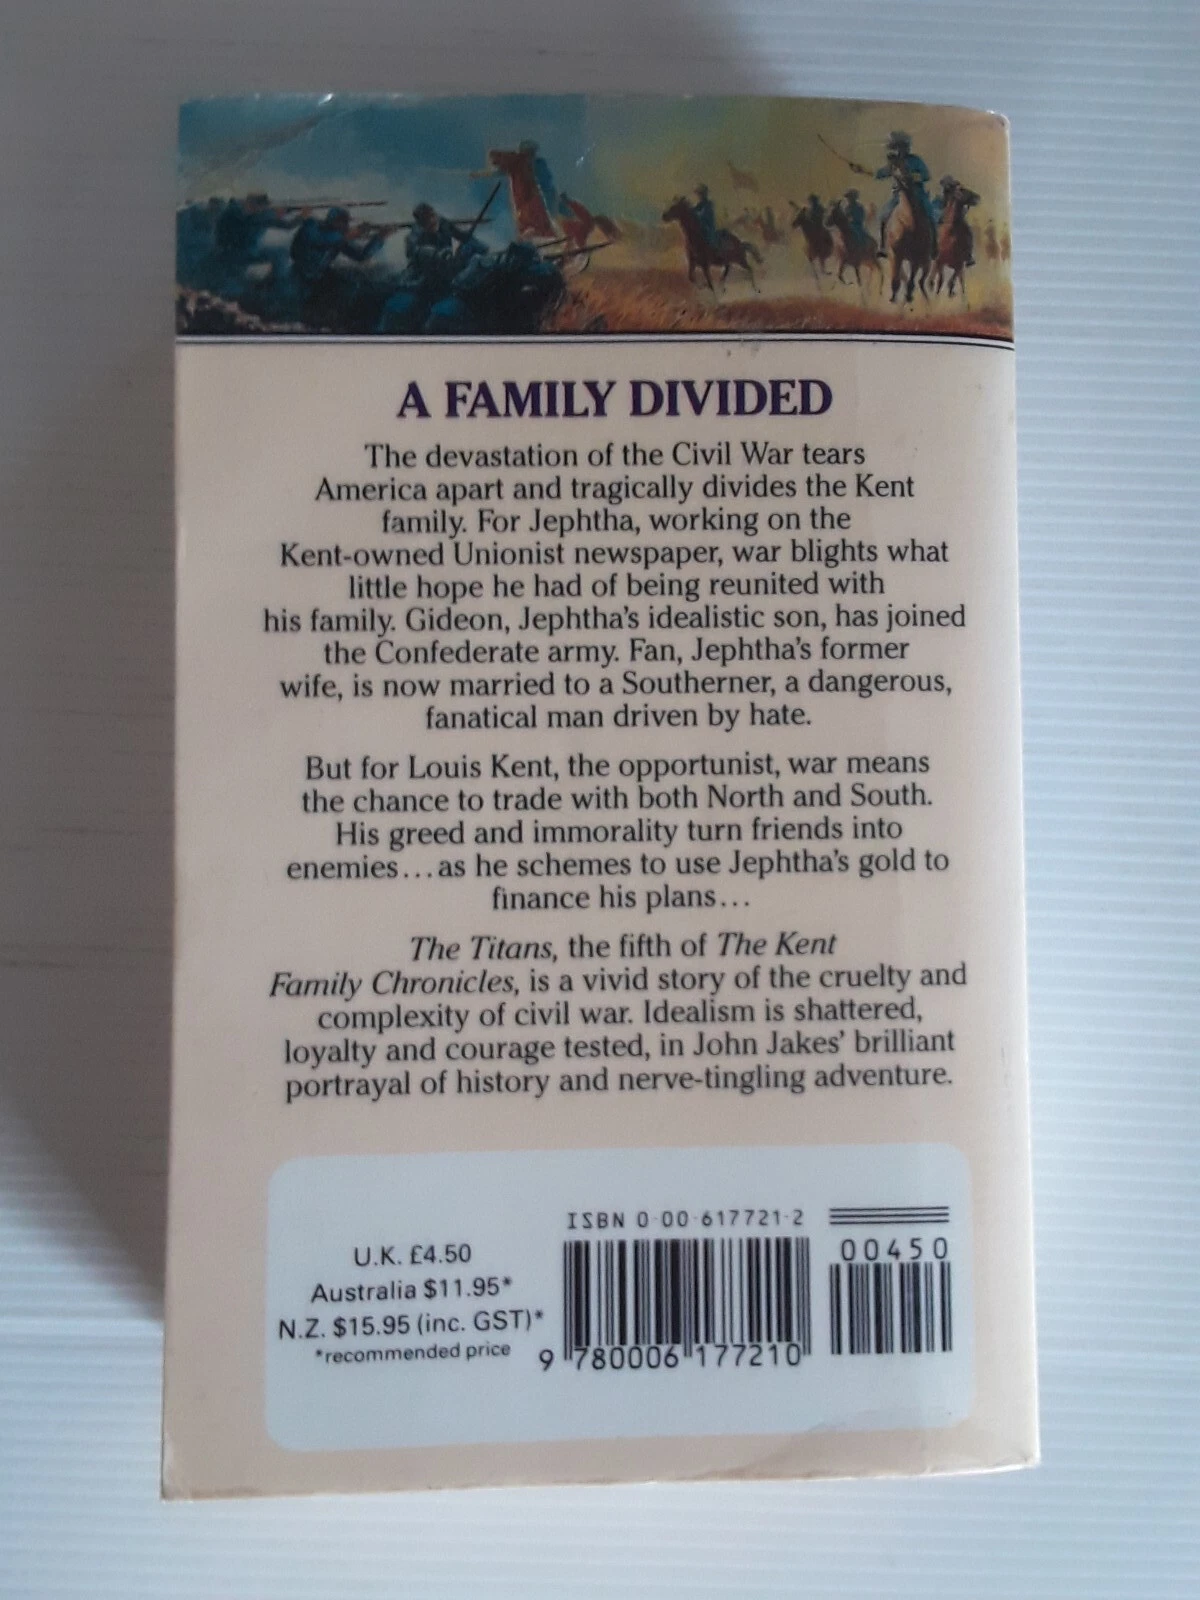 A FAMILY DIVIDED
The devastation of the Civil War tears
America apart and tragically divides the Kent
family. For Jephtha, working on the
Kent-owned Unionist newspaper, war blights what
little hope he had of being reunited with
his family. Gideon, Jephtha's idealistic son, has joined
the Confederate army. Fan, Jephtha's former
wife, is now married to a Southerner, a dangerous,
fanatical man driven by hate.
But for Louis Kent, the opportunist, war means
the chance to trade with both North and South.
His greed and immorality turn friends into
enemies...as he schemes to use Jephtha's gold to
finance his plans...
The Titans, the fifth of The Kent
Family Chronicles, is a vivid story of the cruelty and
complexity of civil war. Idealism is shattered,
loyalty and courage tested, in John Jakes' brilliant
portrayal of history and nerve-tingling adventure.
U.K. £4.50
Australia $11.95*
N.Z. $15.95 (inc. GST)*
*recommended price
ISBN 0-00-617721-2
00450
9 780006 177210